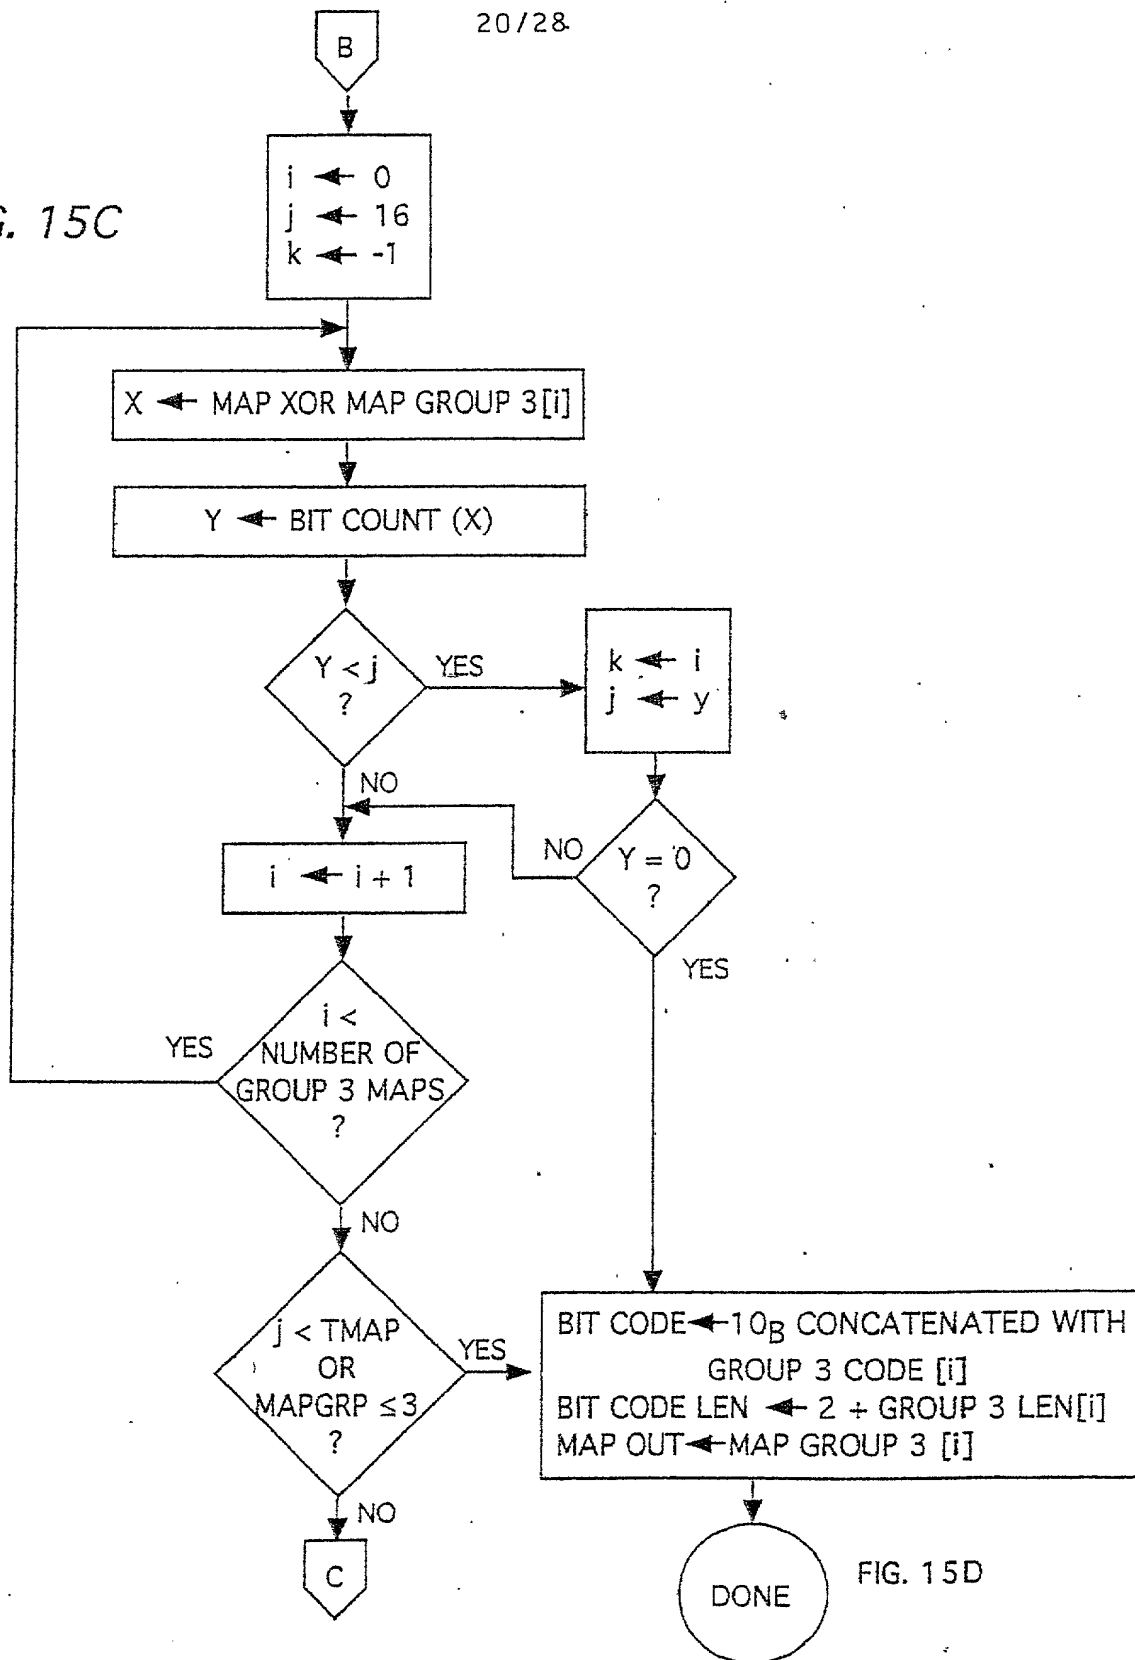 20/28
B
G. 15C
i ← 0
j ← 16
k ← -1
X ← MAP XOR MAP GROUP 3[i]
Y ← BIT COUNT (X)
Y < j
?
YES
k ← i
j ← y
NO
i ← i + 1
NO
Y = 0
?
YES
i <
NUMBER OF
GROUP 3 MAPS
?
YES
NO
j < TMAP
OR
MAPGRP ≤3
?
YES
BIT CODE←10B CONCATENATED WITH
GROUP 3 CODE [i]
BIT CODE LEN ← 2 + GROUP 3 LEN[i]
MAP OUT←MAP GROUP 3 [i]
NO
C
DONE
FIG. 15D